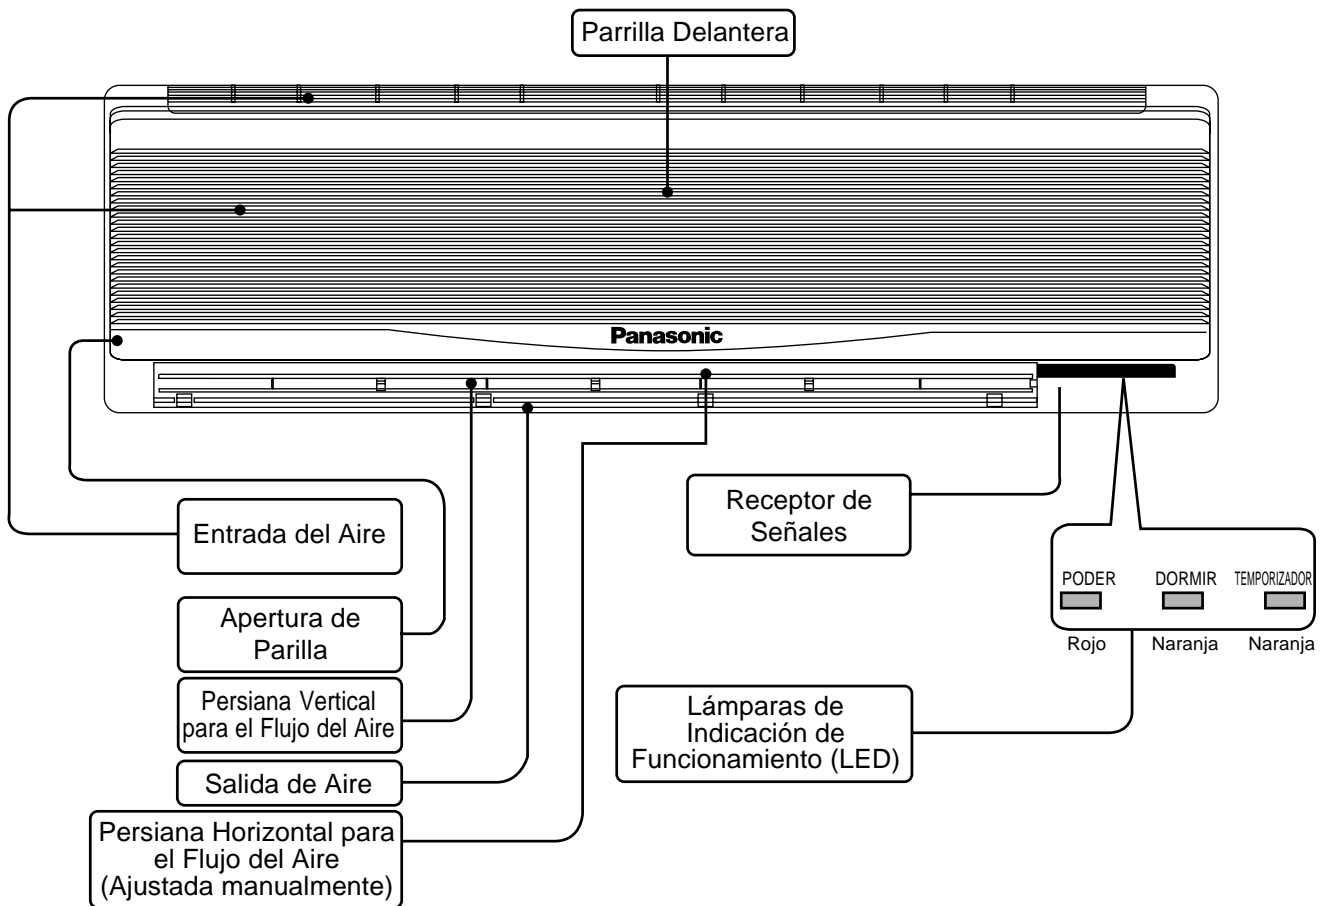 Parrilla Delantera
Panasonic
Entrada del Aire
Receptor de
Señales
PODER DORMIR TEMPORIZADOR
Rojo Naranja Naranja
Apertura de
Parilla
Persiana Vertical
para el Flujo del Aire
Lámparas de
Indicación de
Funcionamiento (LED)
Salida de Aire
Persiana Horizontal para
el Flujo del Aire
(Ajustada manualmente)